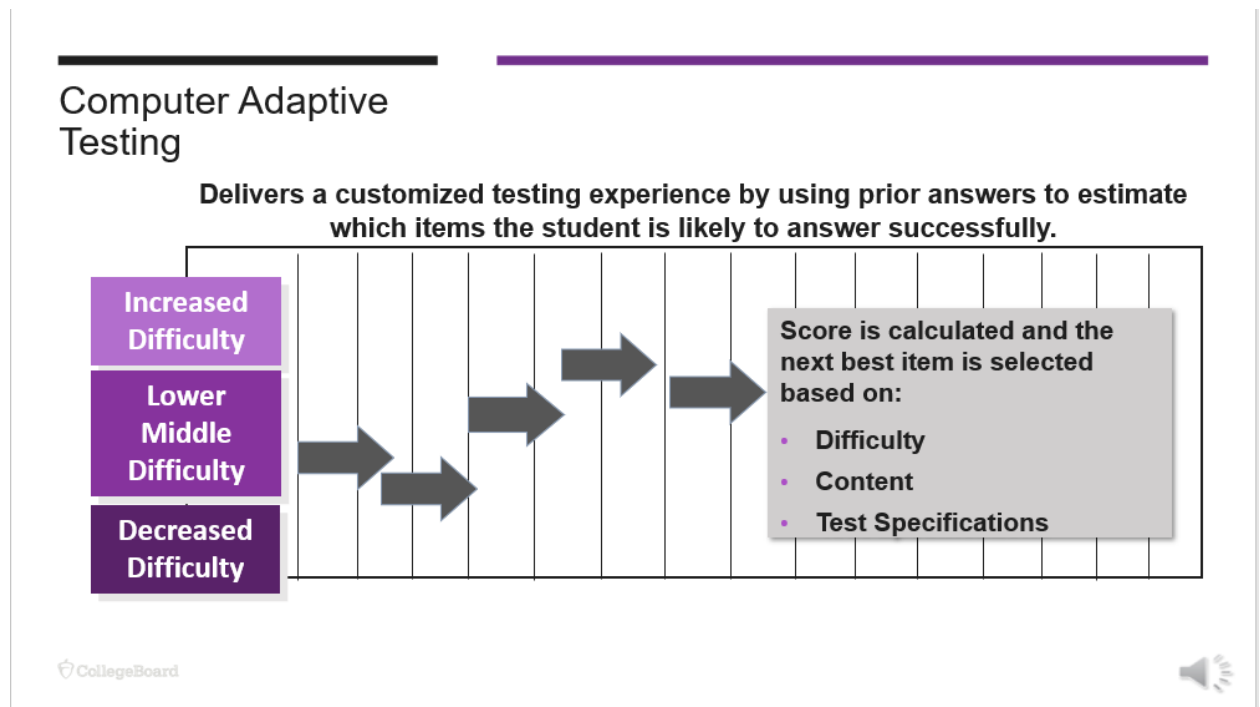 Computer Adaptive
Testing
Delivers a customized testing experience by using prior answers to estimate
which items the student is likely to answer successfully.
Increased
Difficulty
Lower
Middle
Difficulty
Decreased
Difficulty
Score is calculated and the
next best item is selected
based on:
• Difficulty
• Content
• Test Specifications
CollegeBoard